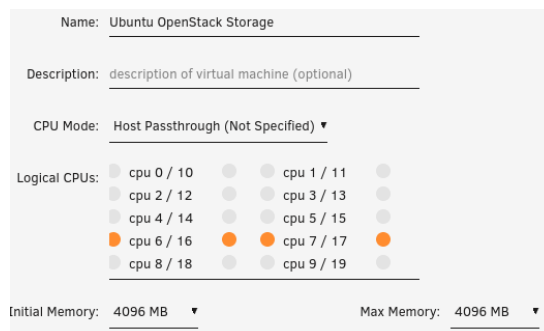 Name: Ubuntu OpenStack Storage
Description: description of virtual machine (optional)
CPU Mode: Host Passthrough (Not Specified)
Logical CPUs: cpu 0 / 10 cpu 1 / 11
cpu 2 / 12 cpu 3 / 13
cpu 4 / 14 cpu 5 / 15
cpu 6 / 16 cpu 7 / 17
cpu 8 / 18 cpu 9 / 19
Initial Memory: 4096 MB Max Memory: 4096 MB